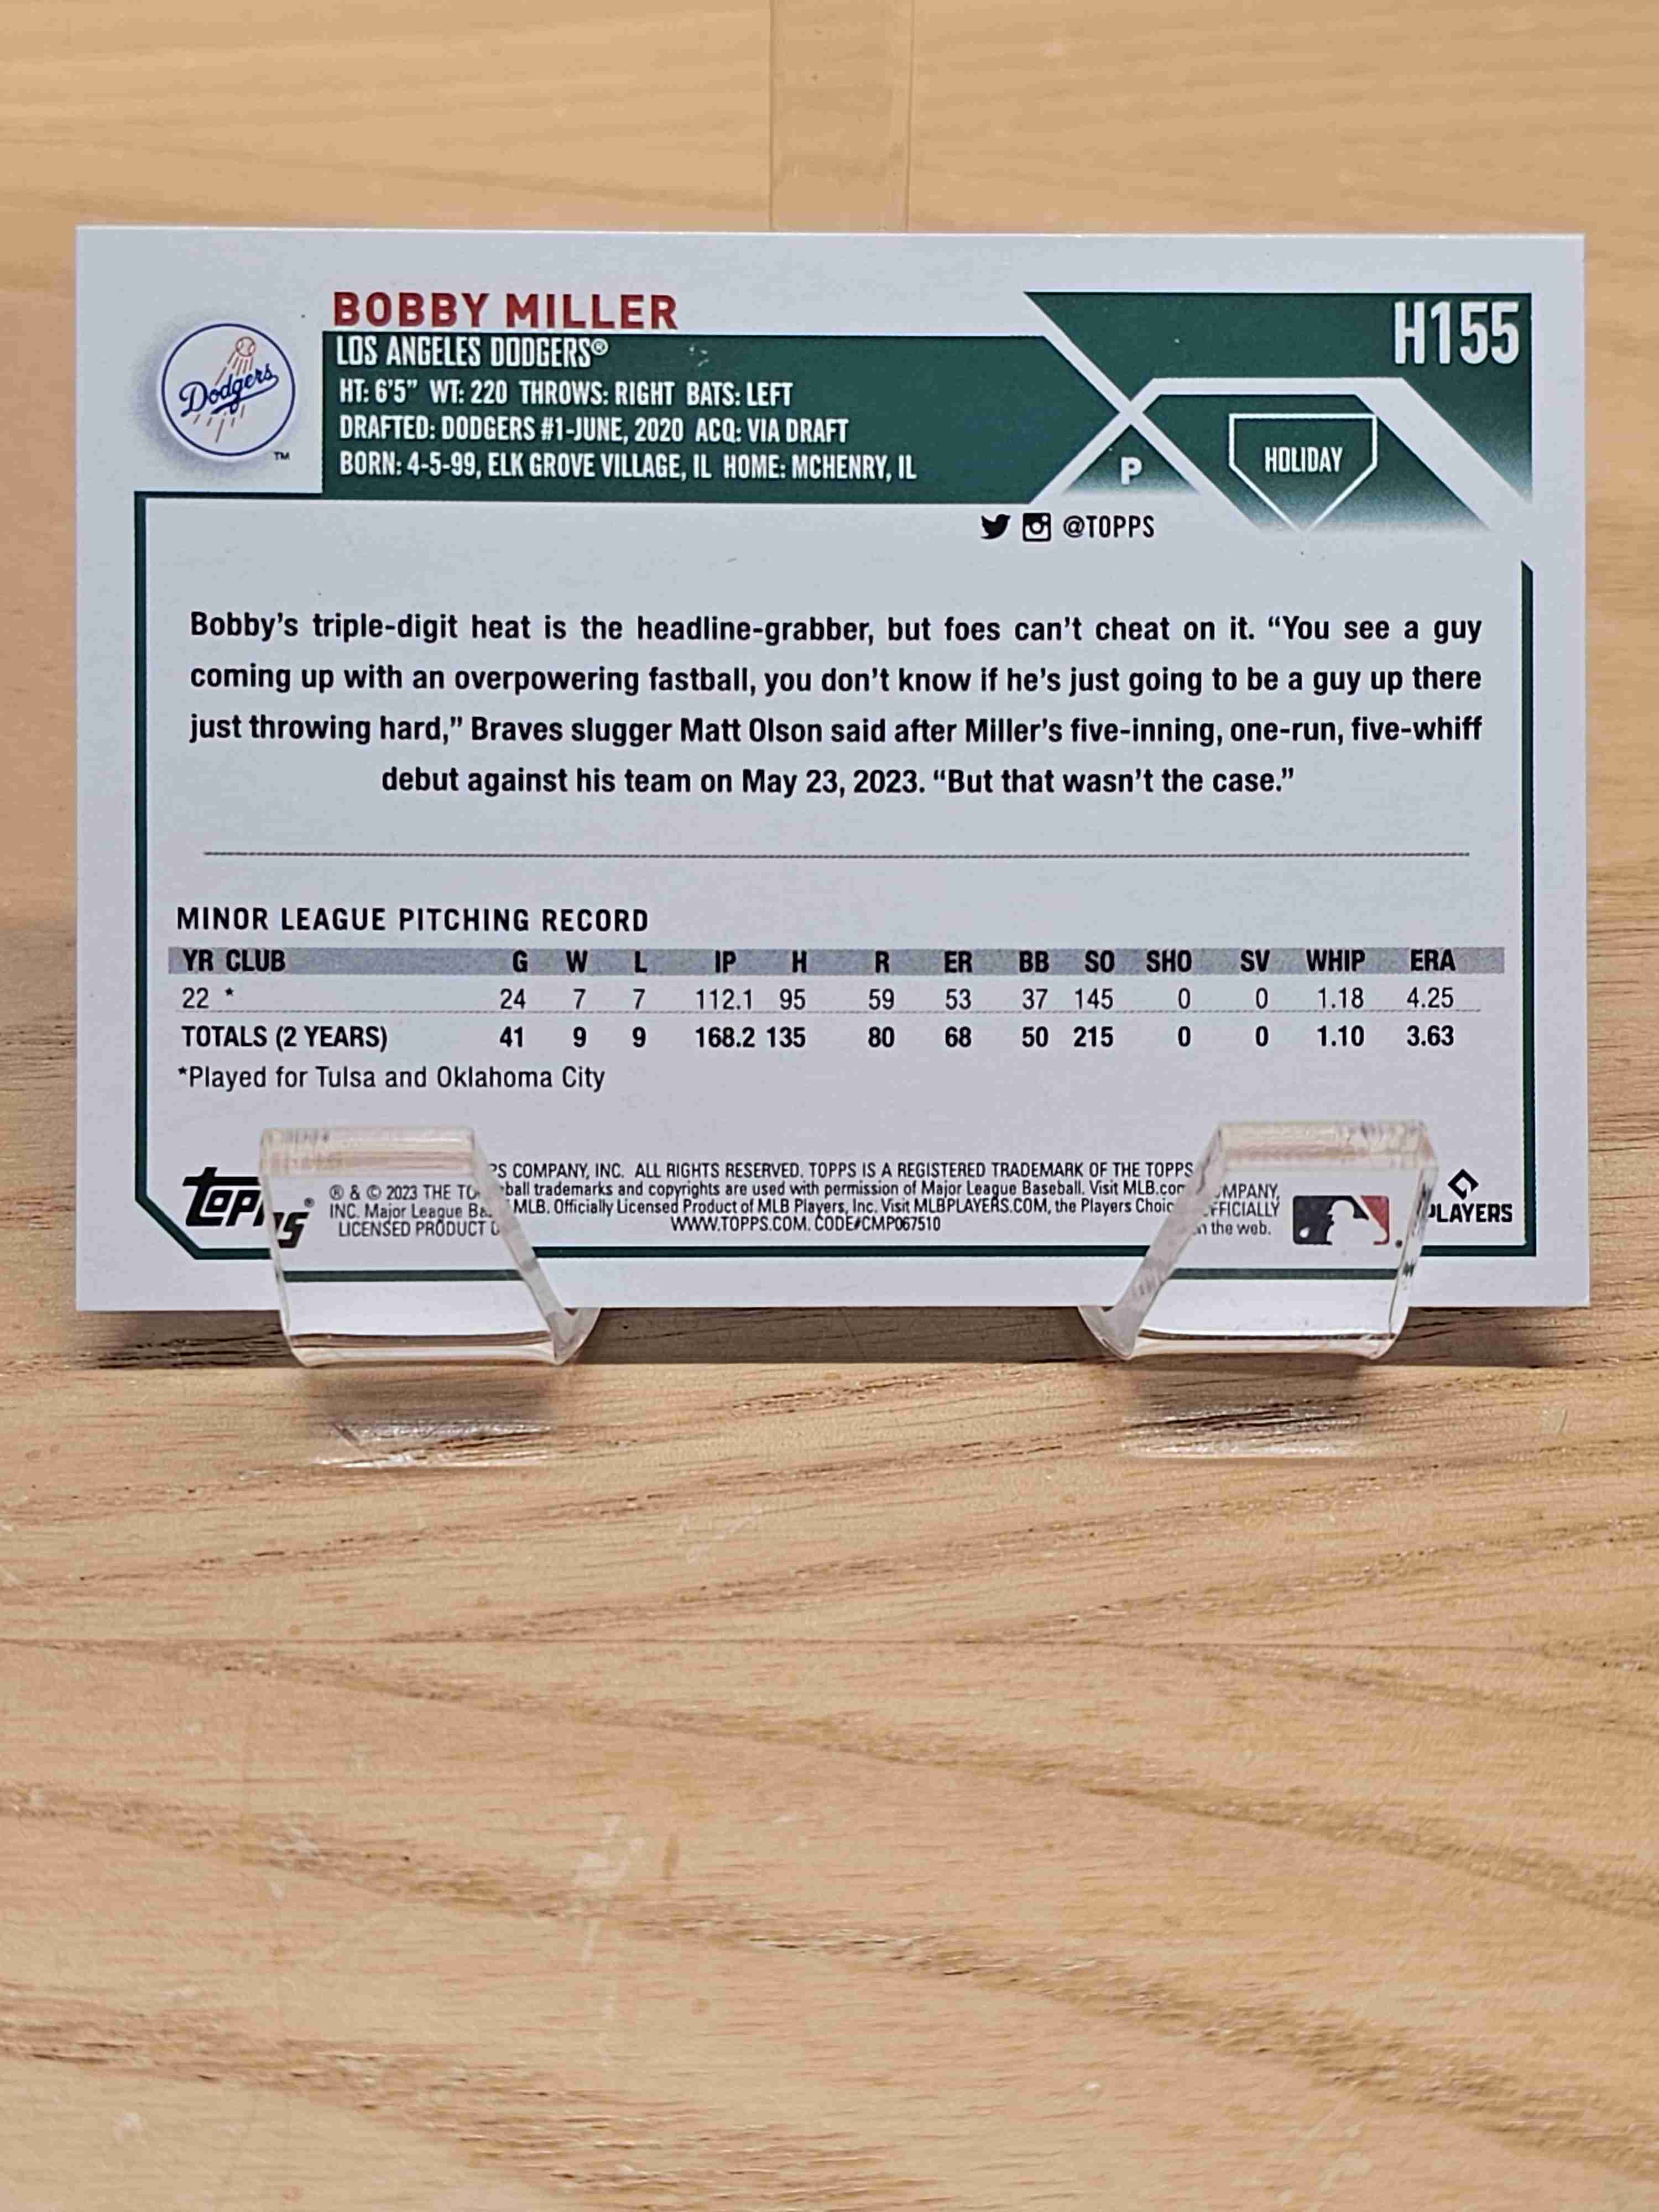 BOBBY MILLER
H155
Dodgers
TM
LOS ANGELES DODGERS®
HT: 6'5” WT: 220 THROWS: RIGHT BATS: LEFT
DRAFTED: DODGERS #1-JUNE, 2020 ACQ: VIA DRAFT
BORN: 4-5-99, ELK GROVE VILLAGE, IL HOME: MCHENRY, IL
P
HOLIDAY
@TOPPS
Bobby's triple-digit heat is the headline-grabber, but foes can't cheat on it. “You see a guy
coming up with an overpowering fastball, you don't know if he's just going to be a guy up there
just throwing hard,” Braves slugger Matt Olson said after Miller's five-inning, one-run, five-whiff
debut against his team on May 23, 2023. “But that wasn't the case.”
MINOR LEAGUE PITCHING RECORD
YR CLUB G W L IP H R ER BB SO SHO SV WHIP ERA
22 * 24 7 7 112.1 95 59 53 37 145 0 0 1.18 4.25
TOTALS (2 YEARS) 41 9 9 168.2 135 80 68 50 215 0 0 1.10 3.63
*Played for Tulsa and Oklahoma City
Topps®
® & © 2023 THE COMPANY, INC. ALL RIGHTS RESERVED. TOPPS IS A REGISTERED TRADEMARK OF THE TOPPS
INC. Major League trademarks and copyrights are used with permission of Major League Baseball. Visit MLB.com
LICENSED PRODUCT MLB. Officially Licensed Product of MLB Players, Inc. Visit MLBPLAYERS.COM, the Players on the web.
WWW.TOPPS.COM. CODE#CMP067510
PLAYERS